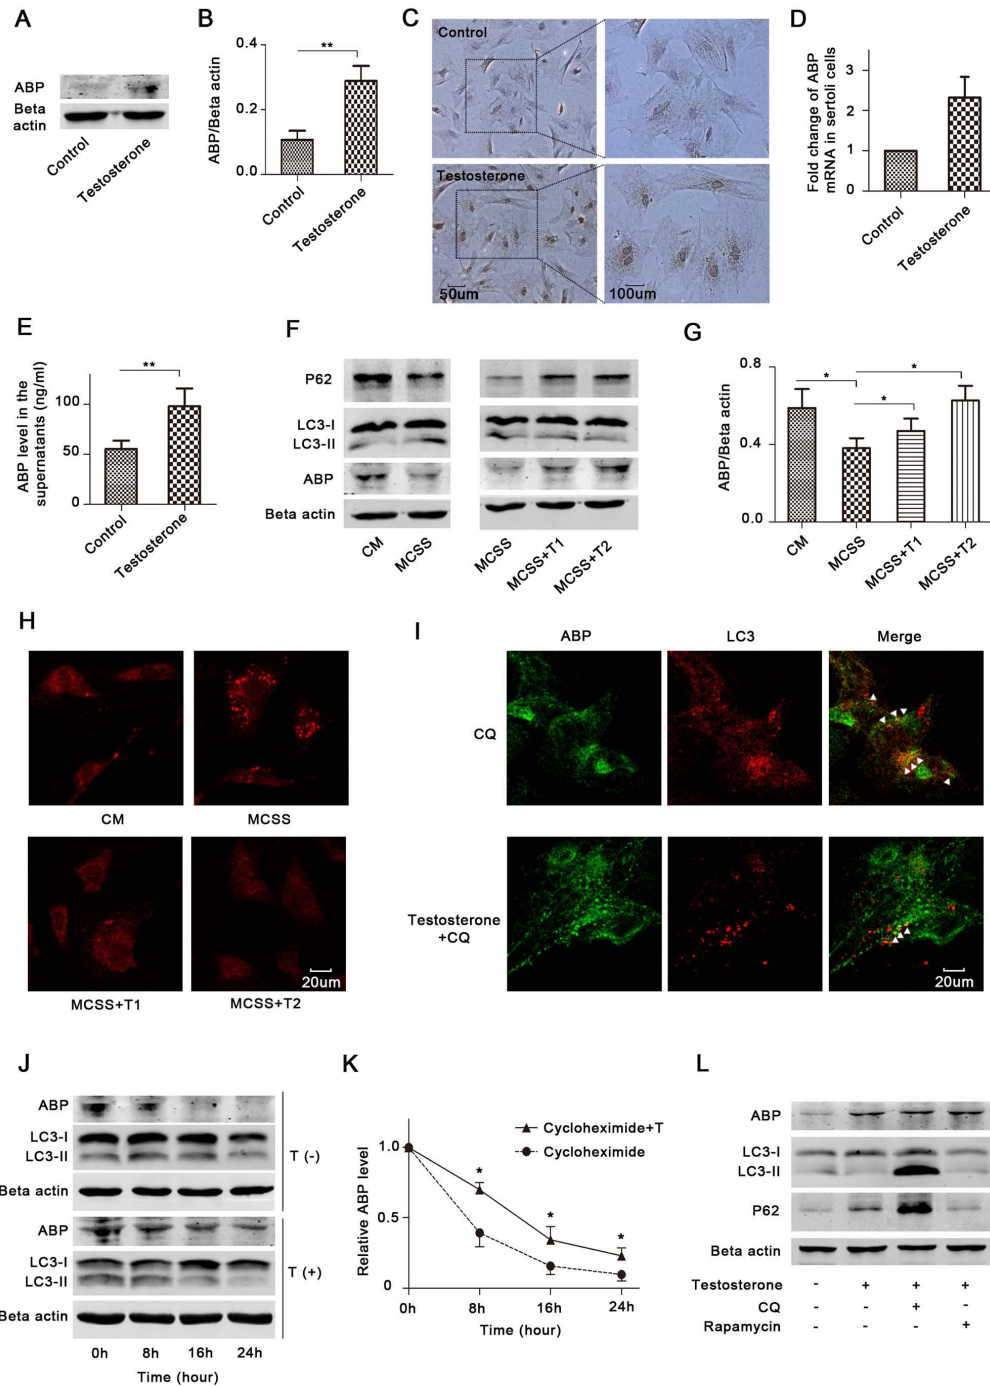 A
ABP
Beta
actin
Control
Testosterone
B
ABP/Beta actin
0.4
0.2
0.0
**
Control
Testosterone
C
Control
Testosterone
50um
100um
D
Fold change of ABP
mRNA in sertoli cells
3
2
1
0
Control
Testosterone
E
ABP level in the
supernatants (ng/ml)
100
50
0
**
Control
Testosterone
F
P62
LC3-I
LC3-II
ABP
Beta actin
CM
MCSS
MCSS
MCSS+T1
MCSS+T2
G
ABP/Beta actin
0.8
0.4
0.0
*
*
*
CM
MCSS
MCSS+T1
MCSS+T2
H
CM
MCSS
MCSS+T1
MCSS+T2
20um
I
ABP
LC3
Merge
CQ
Testosterone
+CQ
20um
J
ABP
LC3-I
LC3-II
Beta actin
T (-)
ABP
LC3-I
LC3-II
Beta actin
T (+)
0h
8h
16h
24h
Time (hour)
K
Relative ABP level
1.0
0.5
0
Cycloheximide+T
Cycloheximide
*
*
*
0h
8h
16h
24h
Time (hour)
L
ABP
LC3-I
LC3-II
P62
Beta actin
Testosterone - + + +
CQ - - + -
Rapamycin - - - +